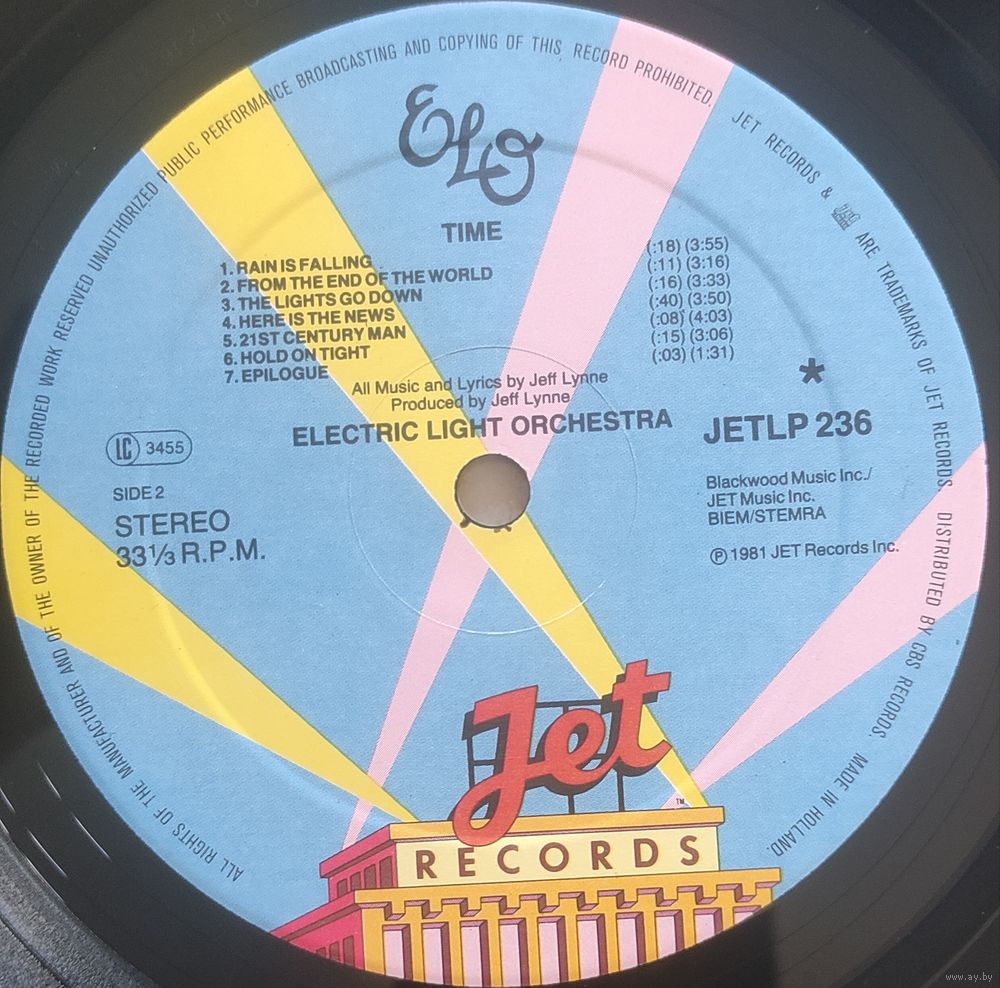 ALL RIGHTS OF THE MANUFACTURER AND OF THE OWNER OF THE RECORDED WORK RESERVED UNAUTHORIZED PUBLIC PERFORMANCE BROADCASTING AND COPYING OF THIS, RECORD PROHIBITED.
JET RECORDS & JET ARE TRADEMARKS OF JET RECORDS DISTRIBUTED BY CBS RECORDS. MADE IN HOLLAND.
ELO
TIME
1. RAIN IS FALLING (:18) (3:55)
2. FROM THE END OF THE WORLD (:11) (3:16)
3. THE LIGHTS GO DOWN (:16) (3:33)
4. HERE IS THE NEWS (:40) (3:50)
5. 21ST CENTURY MAN (:08) (4:03)
6. HOLD ON TIGHT (:15) (3:06)
7. EPILOGUE (:03) (1:31)
All Music and Lyrics by Jeff Lynne
Produced by Jeff Lynne
ELECTRIC LIGHT ORCHESTRA
*
JETLP 236
LC 3455
SIDE 2
STEREO
33⅓ R.P.M.
Blackwood Music Inc./
JET Music Inc.
BIEM/STEMRA
Ⓟ 1981 JET Records Inc.
Jet
TM
RECORDS
www.ay.by